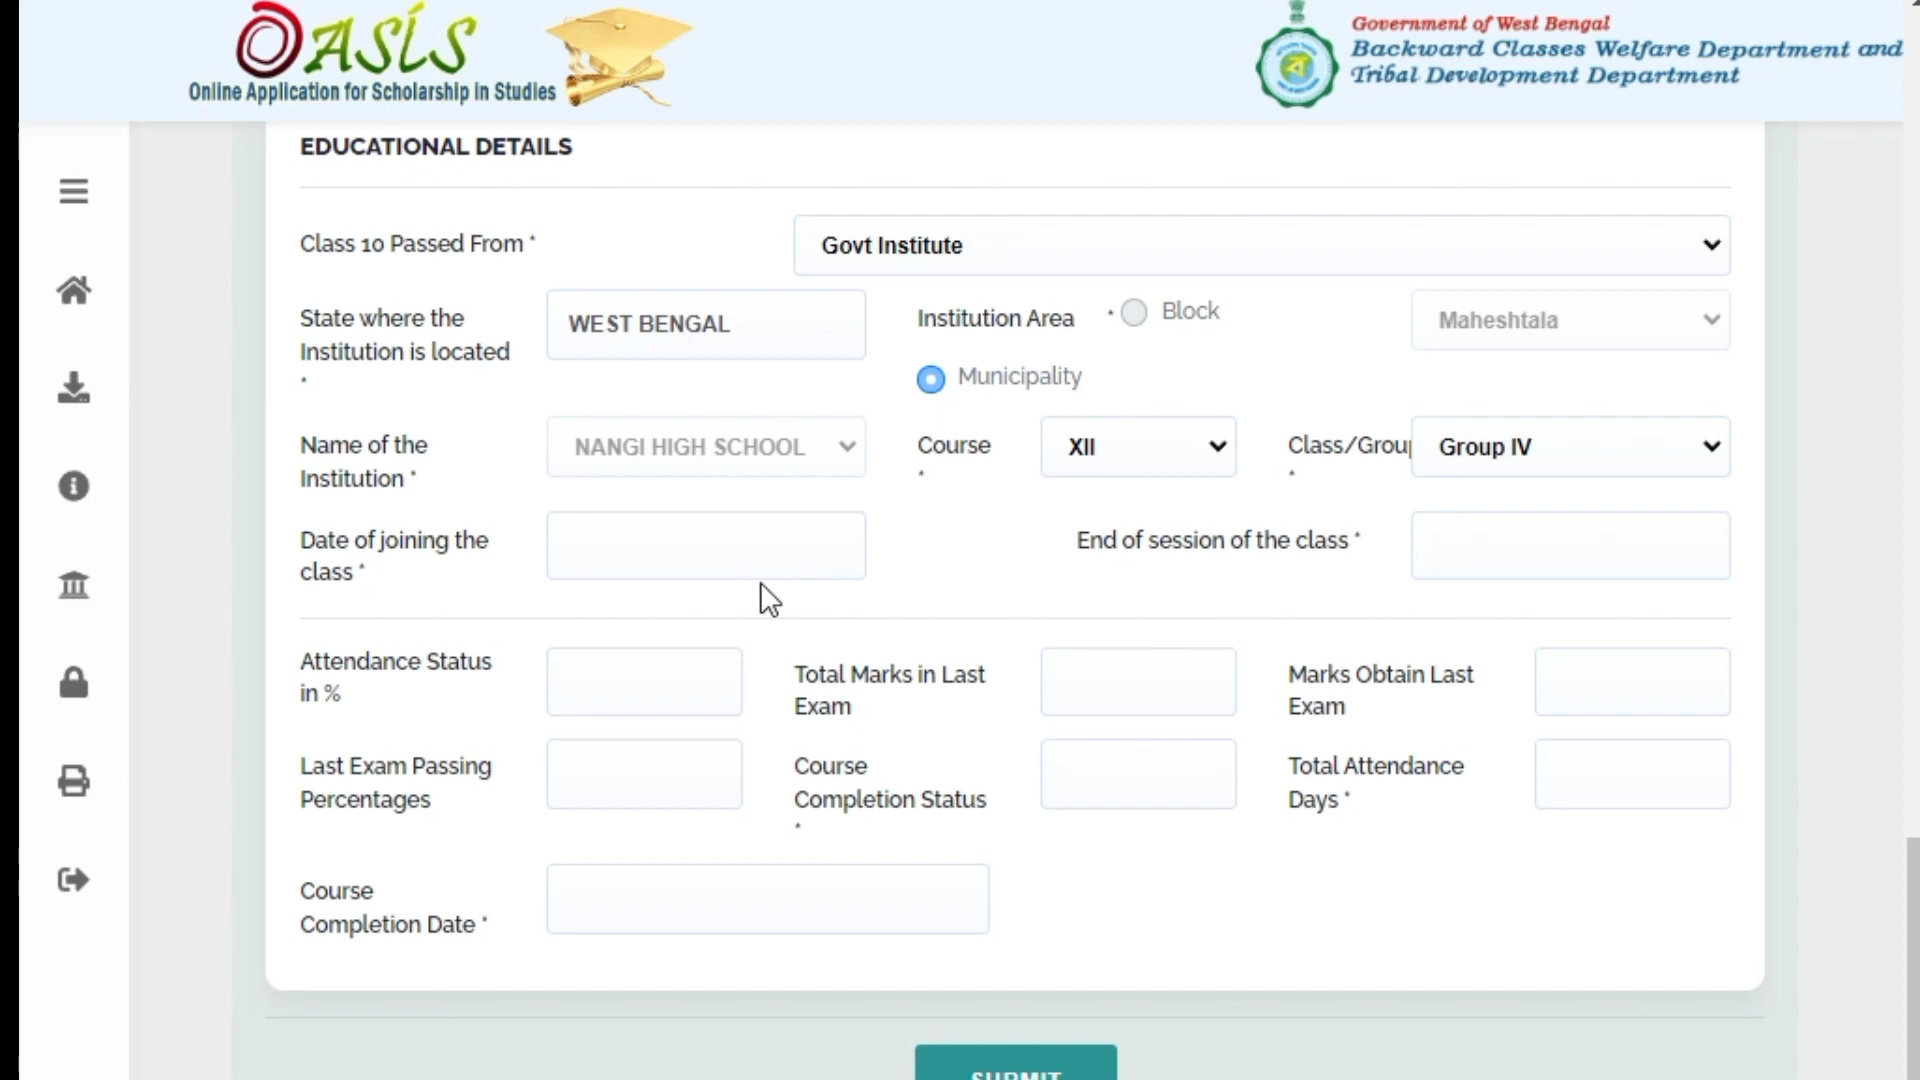 OASIS
Online Application for Scholarship in Studies
Government of West Bengal
Backward Classes Welfare Department and
Tribal Development Department
EDUCATIONAL DETAILS
Class 10 Passed From *
Govt Institute
State where the
Institution is located
*
WEST BENGAL
Institution Area
* Block
Municipality
Maheshtala
Name of the
Institution *
NANGI HIGH SCHOOL
Course
*
XII
Class/Group
*
Group IV
Date of joining the
class *
End of session of the class *
Attendance Status
in %
Total Marks in Last
Exam
Marks Obtain Last
Exam
Last Exam Passing
Percentages
Course
Completion Status
*
Total Attendance
Days *
Course
Completion Date *
SUBMIT